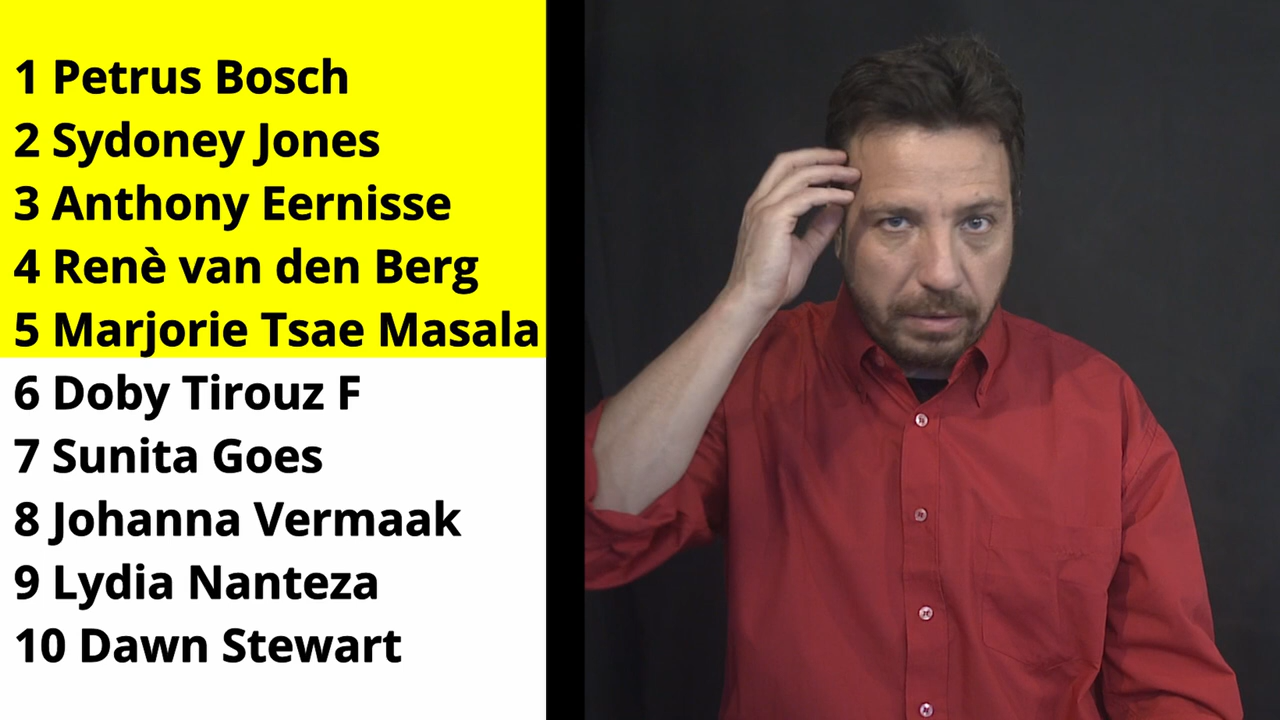 1 Petrus Bosch
2 Sydoney Jones
3 Anthony Eernisse
4 Renè van den Berg
5 Marjorie Tsae Masala
6 Doby Tirouz F
7 Sunita Goes
8 Johanna Vermaak
9 Lydia Nanteza
10 Dawn Stewart